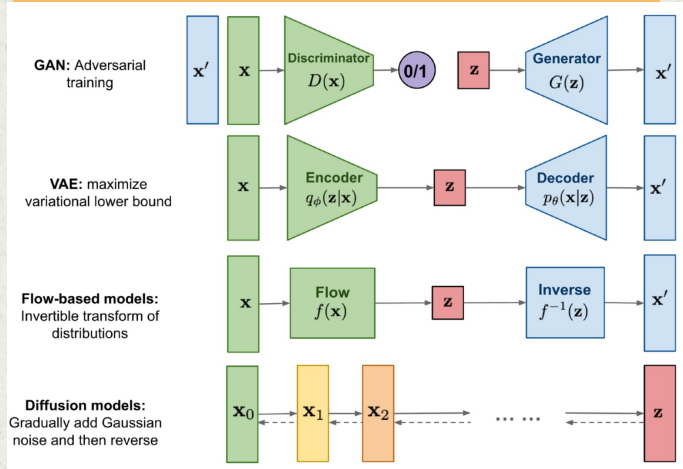 GAN: Adversarial
training
x′
x
Discriminator
D(x)
0/1
z
Generator
G(z)
x′
VAE: maximize
variational lower bound
x
Encoder
qϕ(z|x)
z
Decoder
pθ(x|z)
x′
Flow-based models:
Invertible transform of
distributions
x
Flow
f(x)
z
Inverse
f⁻¹(z)
x′
Diffusion models:
Gradually add Gaussian
noise and then reverse
x₀
x₁
x₂
... ...
z